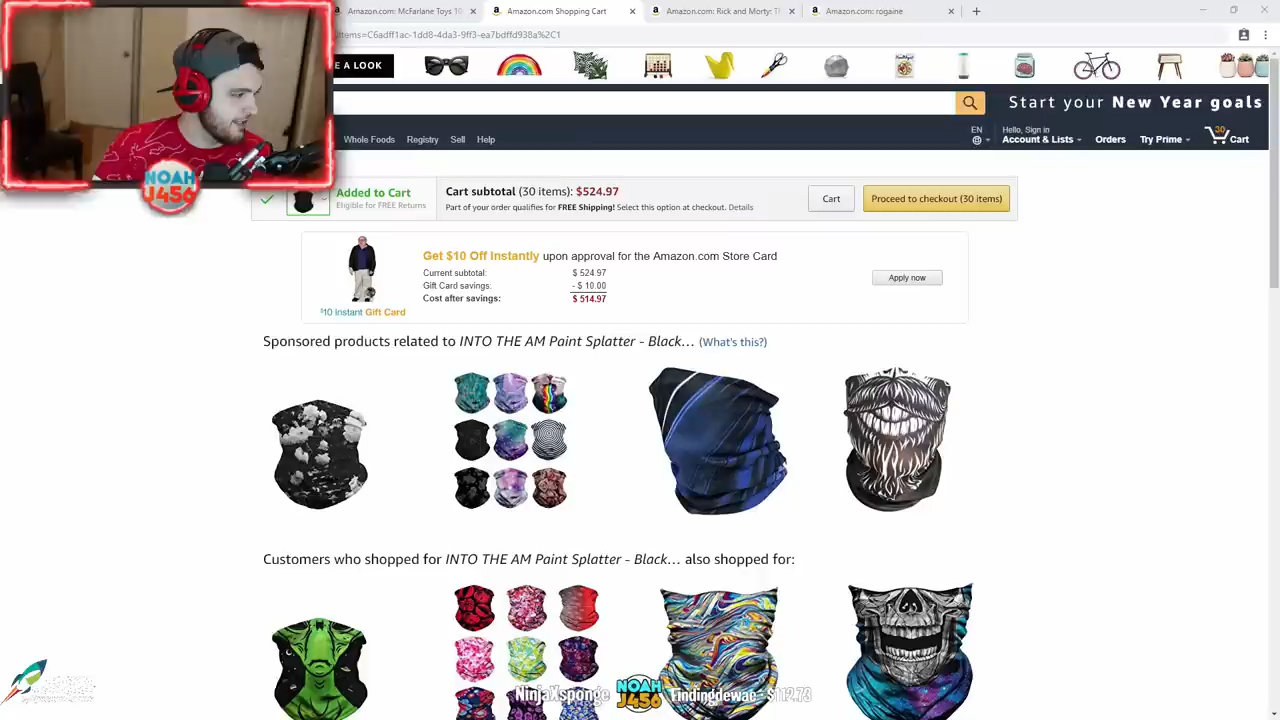 Amazon.com: McFarlane Toys 10
Amazon.com Shopping Cart
Amazon.com: Rick and Morty: Th
Amazon.com: rogaine
items=C6adff1ac-1dd8-4da3-9ff3-ea7bdffd938a%2C1
E A LOOK
Start your New Year goals
Whole Foods Registry Sell Help
EN
Hello, Sign in
Account & Lists
Orders
Try Prime
30
Cart
NOAH
J456
Added to Cart
Eligible for FREE Returns
Cart subtotal (30 items): $524.97
Part of your order qualifies for FREE Shipping! Select this option at checkout. Details
Cart
Proceed to checkout (30 items)
Get $10 Off Instantly upon approval for the Amazon.com Store Card
Current subtotal: $ 524.97
Gift Card savings: - $ 10.00
Cost after savings: $ 514.97
Apply now
$10 Instant Gift Card
Sponsored products related to INTO THE AM Paint Splatter - Black… (What's this?)
Customers who shopped for INTO THE AM Paint Splatter - Black… also shopped for:
NinjaXsponge
NOAH
J456
Findingdewae - $112.73